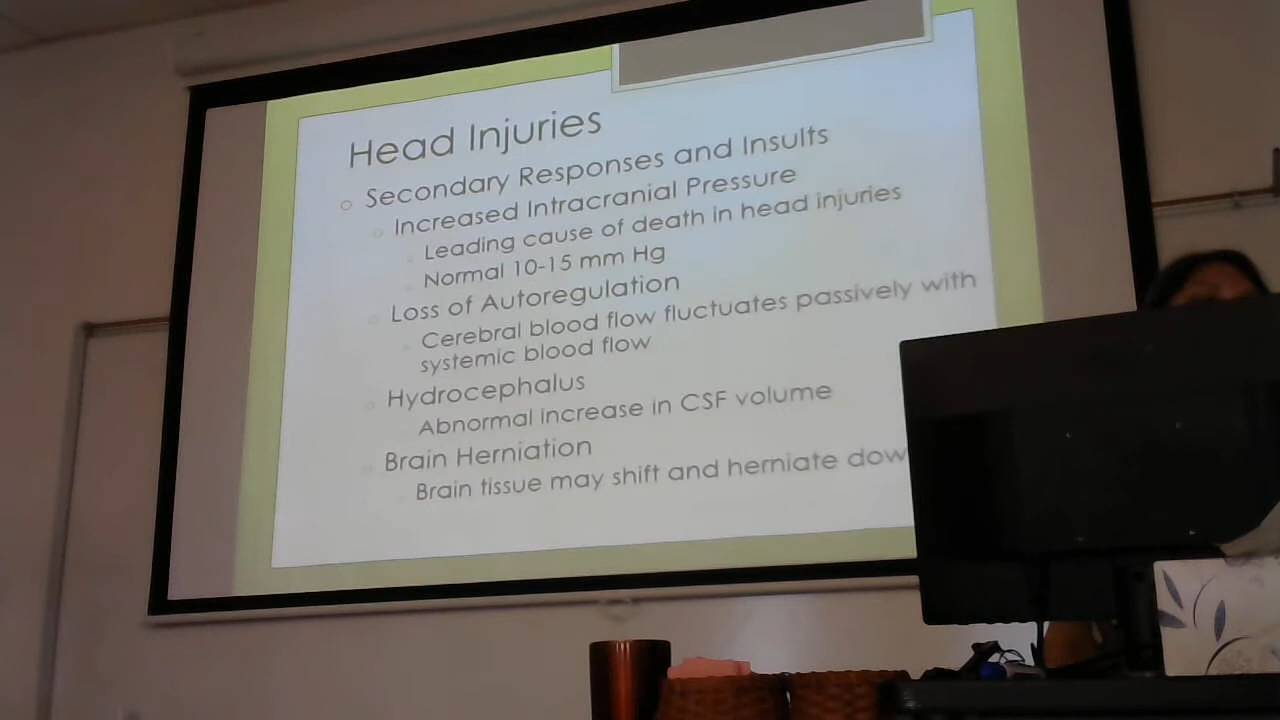 Head Injuries
Secondary Responses and Insults
Increased Intracranial Pressure
Leading cause of death in head injuries
Normal 10-15 mm Hg
Loss of Autoregulation
Cerebral blood flow fluctuates passively with
systemic blood flow
Hydrocephalus
Abnormal increase in CSF volume
Brain Herniation
Brain tissue may shift and herniate